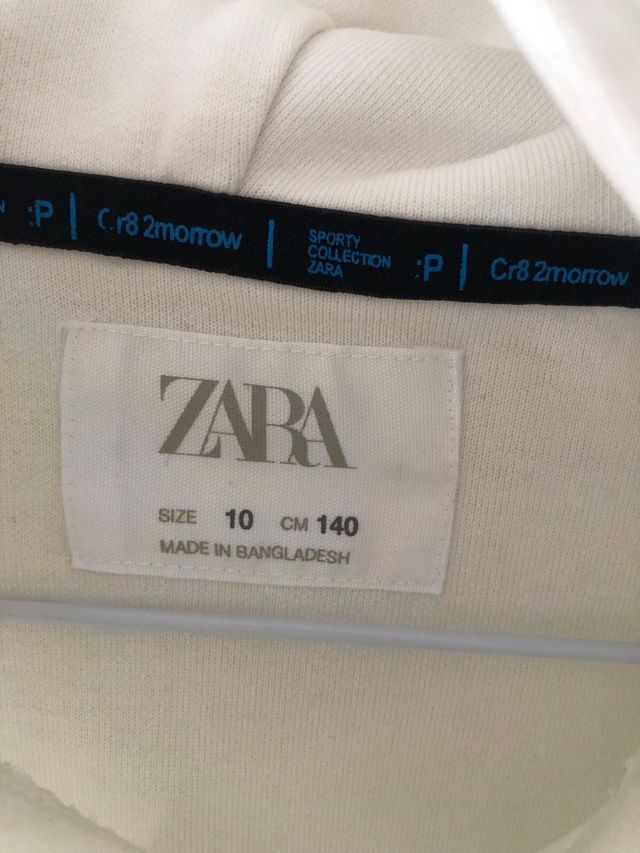 :P | Cr8 2morrow | SPORTY
COLLECTION
ZARA :P | Cr8 2morrow
ZARA
SIZE 10 CM 140
MADE IN BANGLADESH